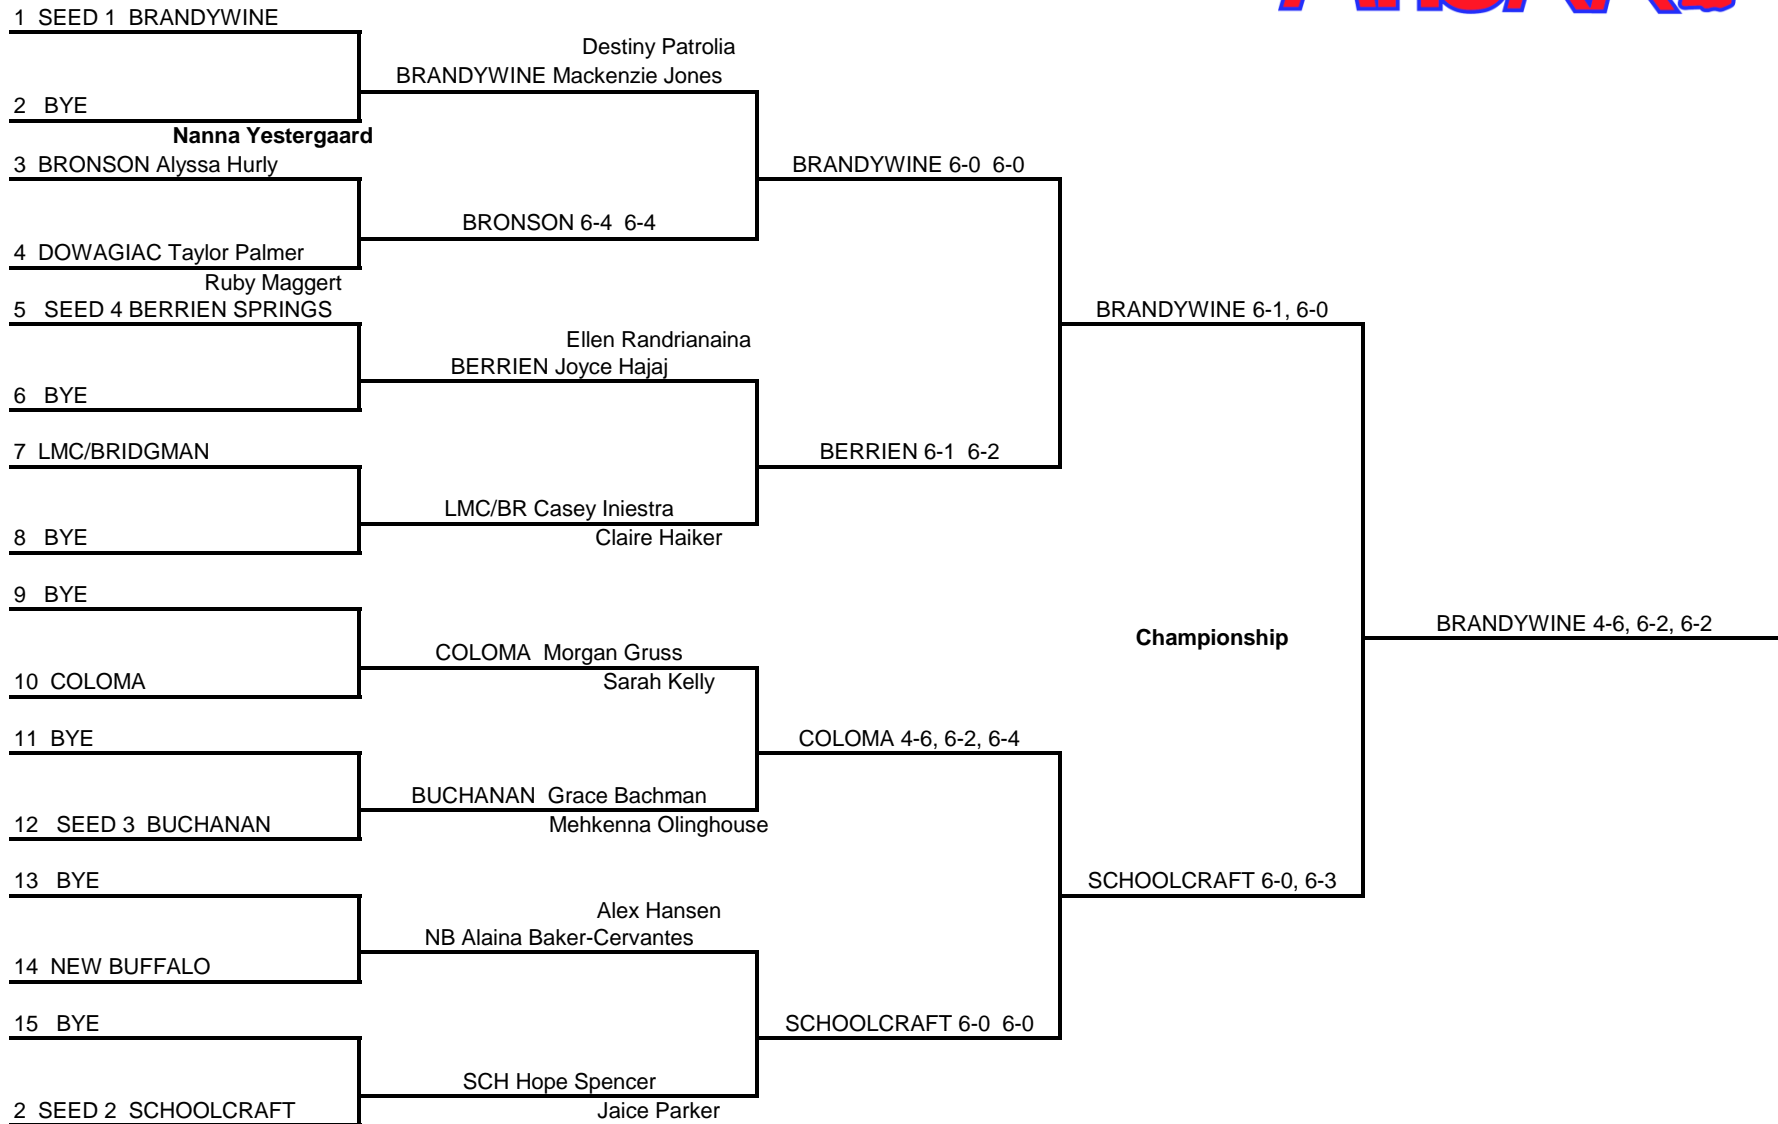 1 SEED 1 BRANDYWINE
Destiny Patrolia
BRANDYWINE Mackenzie Jones
2 BYE
Nanna Yestergaard
3 BRONSON Alyssa Hurly
BRANDYWINE 6-0 6-0
BRONSON 6-4 6-4
4 DOWAGIAC Taylor Palmer
Ruby Maggert
5 SEED 4 BERRIEN SPRINGS
BRANDYWINE 6-1, 6-0
Ellen Randrianaina
BERRIEN Joyce Hajaj
6 BYE
7 LMC/BRIDGMAN
BERRIEN 6-1 6-2
LMC/BR Casey Iniestra
8 BYE
Claire Haiker
9 BYE
BRANDYWINE 4-6, 6-2, 6-2
Championship
COLOMA Morgan Gruss
10 COLOMA
Sarah Kelly
11 BYE
COLOMA 4-6, 6-2, 6-4
BUCHANAN Grace Bachman
12 SEED 3 BUCHANAN
Mehkenna Olinghouse
13 BYE
SCHOOLCRAFT 6-0, 6-3
Alex Hansen
NB Alaina Baker-Cervantes
14 NEW BUFFALO
15 BYE
SCHOOLCRAFT 6-0 6-0
SCH Hope Spencer
2 SEED 2 SCHOOLCRAFT
Jaice Parker